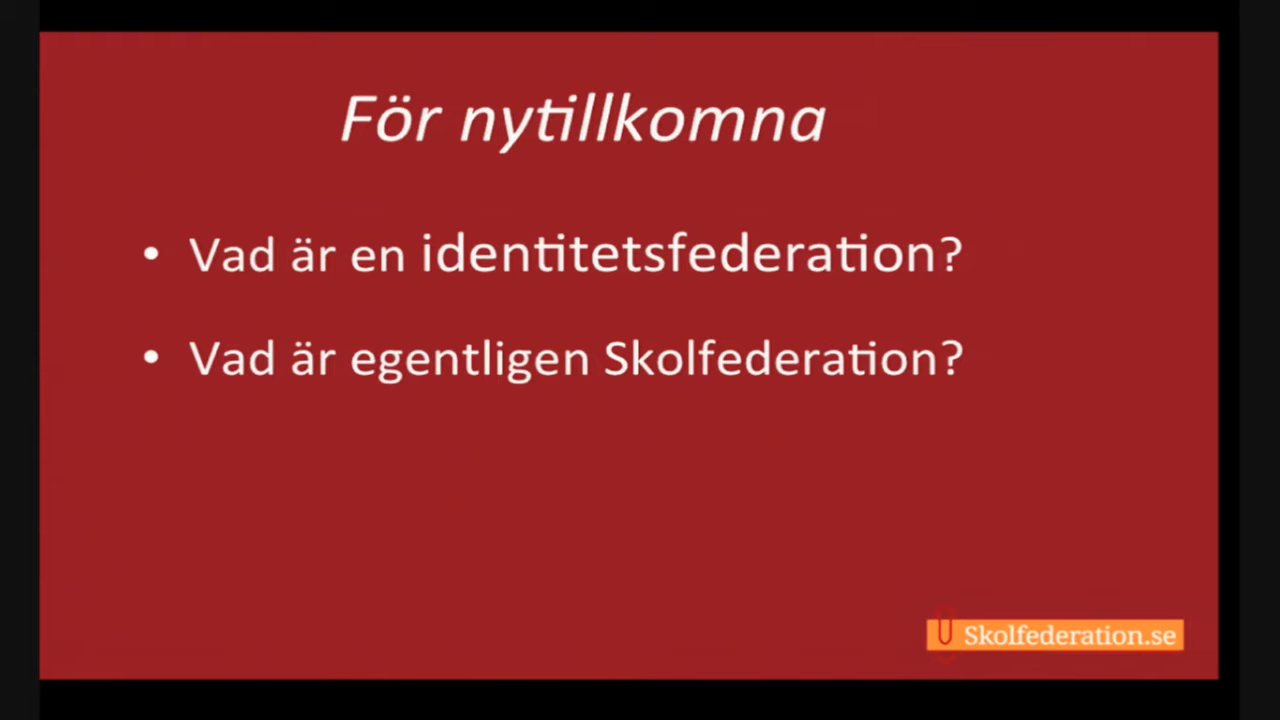 För nytillkomna
• Vad är en identitetsfederation?
• Vad är egentligen Skolfederation?
Skolfederation.se